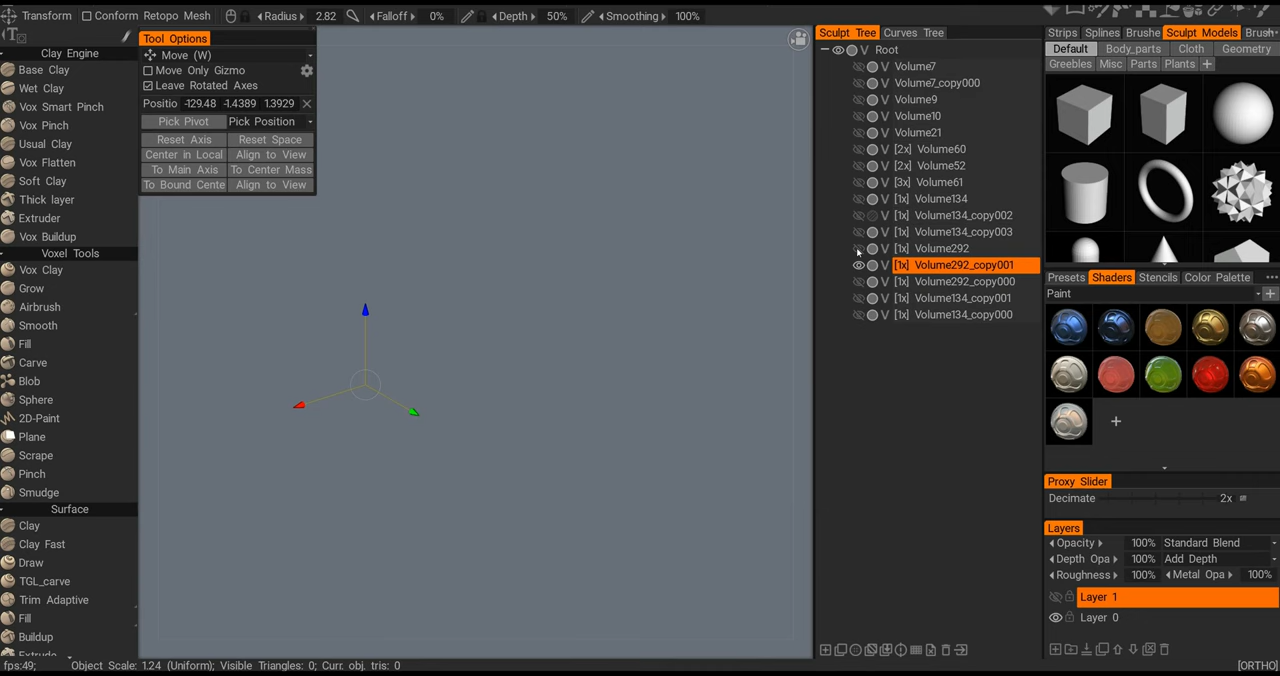 Transform Conform Retopo Mesh Radius 2.82 Falloff 0% Depth 50% Smoothing 100%
Tool Options
Move (W)
Move Only Gizmo
Leave Rotated Axes
Positio -129.48 -1.4389 1.3929
Pick Pivot Pick Position
Reset Axis Reset Space
Center in Local Align to View
To Main Axis To Center Mass
To Bound Cente Align to View
Clay Engine
Base Clay
Wet Clay
Vox Smart Pinch
Vox Pinch
Usual Clay
Vox Flatten
Soft Clay
Thick layer
Extruder
Vox Buildup
Voxel Tools
Vox Clay
Grow
Airbrush
Smooth
Fill
Carve
Blob
Sphere
2D-Paint
Plane
Scrape
Pinch
Smudge
Surface
Clay
Clay Fast
Draw
TGL_carve
Trim Adaptive
Fill
Buildup
Extrude
Sculpt Tree Curves Tree
Root
Volume7
Volume7_copy000
Volume9
Volume10
Volume21
[2x] Volume60
[2x] Volume52
[3x] Volume61
[1x] Volume134
[1x] Volume134_copy002
[1x] Volume134_copy003
[1x] Volume292
[1x] Volume292_copy001
[1x] Volume292_copy000
[1x] Volume134_copy001
[1x] Volume134_copy000
Strips Splines Brushe Sculpt Models Brush
Default Body_parts Cloth Geometry
Greebles Misc Parts Plants +
Presets Shaders Stencils Color Palette
Paint
Proxy Slider
Decimate 2x
Layers
Opacity 100% Standard Blend
Depth Opa 100% Add Depth
Roughness 100% Metal Opa 100%
Layer 1
Layer 0
fps:49; Object Scale: 1.24 (Uniform); Visible Triangles: 0; Curr. obj. tris: 0
[ORTHO]